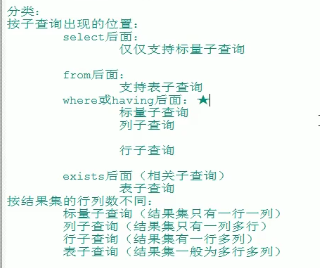 分类：
按子查询出现的位置：
select后面：
仅仅支持标量子查询
from后面：
支持表子查询
where或having后面：★
标量子查询
列子查询
行子查询
exists后面（相关子查询）
表子查询
按结果集的行列数不同：
标量子查询（结果集只有一行一列）
列子查询（结果集只有一列多行）
行子查询（结果集有一行多列）
表子查询（结果集一般为多行多列）